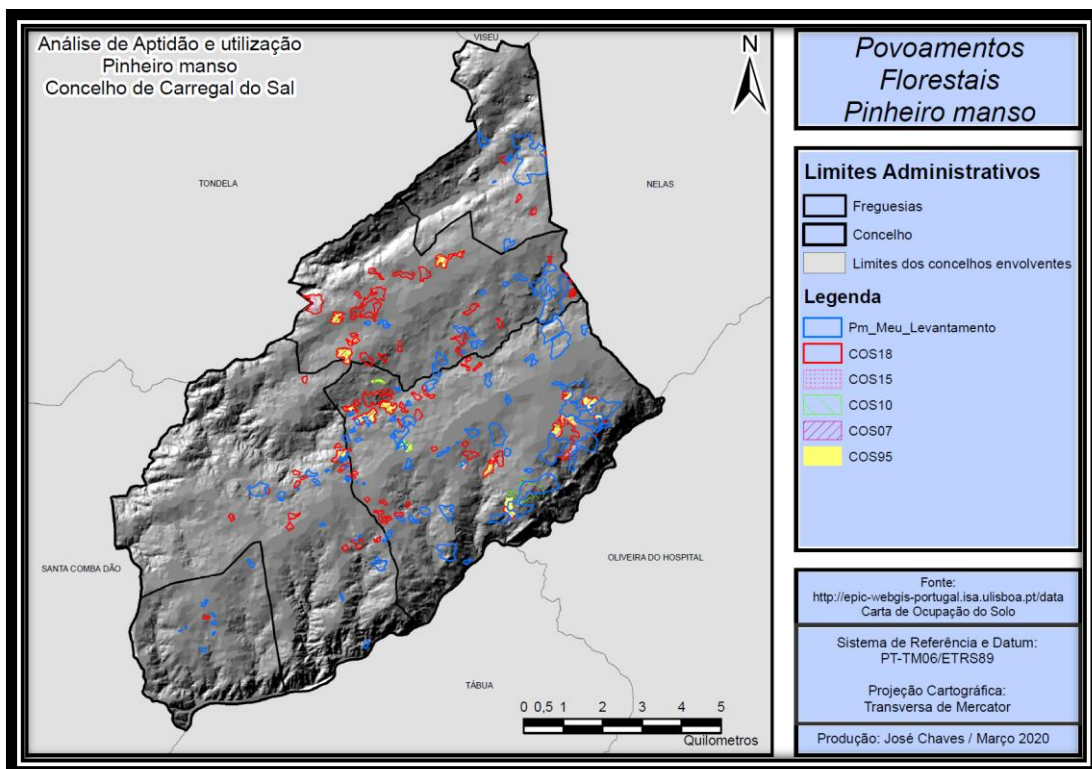 Análise de Aptidão e utilização
Pinheiro manso
Concelho de Carregal do Sal
VISEU
N
TONDELA
NELAS
SANTA COMBA DÃO
OLIVEIRA DO HOSPITAL
TÁBUA
0 0,5 1 2 3 4 5
Quilometros
Povoamentos
Florestais
Pinheiro manso
Limites Administrativos
Freguesias
Concelho
Limites dos concelhos envolventes
Legenda
Pm_Meu_Levantamento
COS18
COS15
COS10
COS07
COS95
Fonte:
http://epic-webgis-portugal.isa.ulisboa.pt/data
Carta de Ocupação do Solo
Sistema de Referência e Datum:
PT-TM06/ETRS89
Projeção Cartográfica:
Transversa de Mercator
Produção: José Chaves / Março 2020